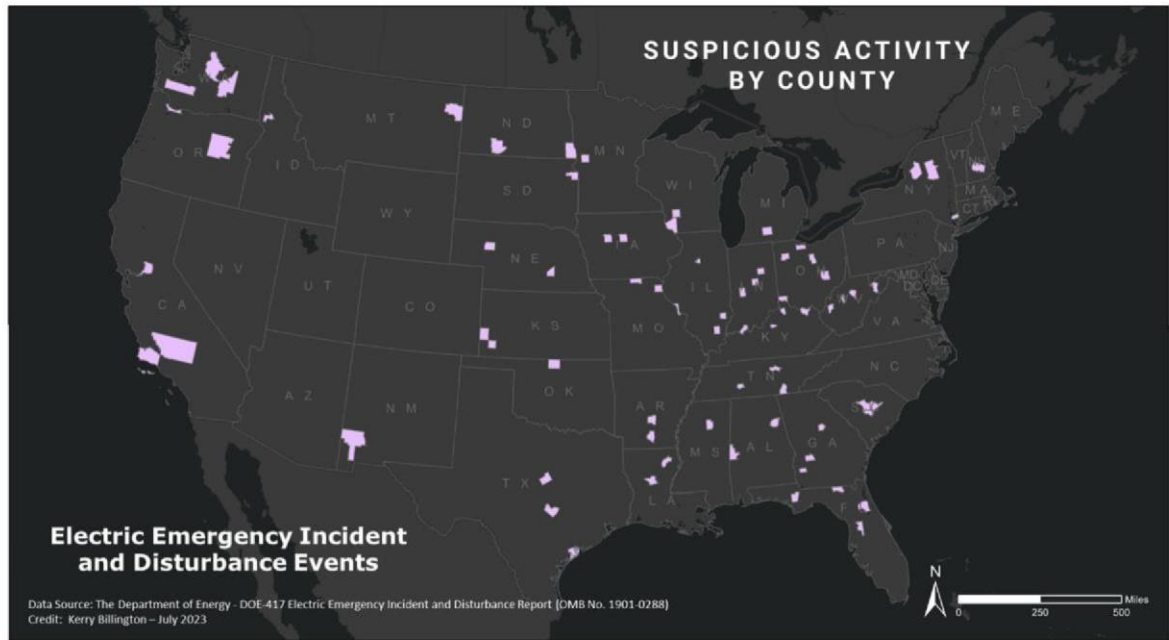 SUSPICIOUS ACTIVITY
BY COUNTY
W
MT
ND
MN
ME
OR
ID
SD
WI
MI
VT
NY
MA
CT
RI
WY
IA
PA
NJ
NE
NV
UT
IL
IN
OH
MD
DE
DC
CA
CO
KS
MO
WV
VA
KY
AZ
NM
OK
TN
NC
AR
SC
MS
AL
GA
TX
LA
F
Electric Emergency Incident
and Disturbance Events
Data Source: The Department of Energy - DOE-417 Electric Emergency Incident and Disturbance Report (OMB No. 1901-0288)
Credit: Kerry Billington – July 2023
N
Miles
0 250 500